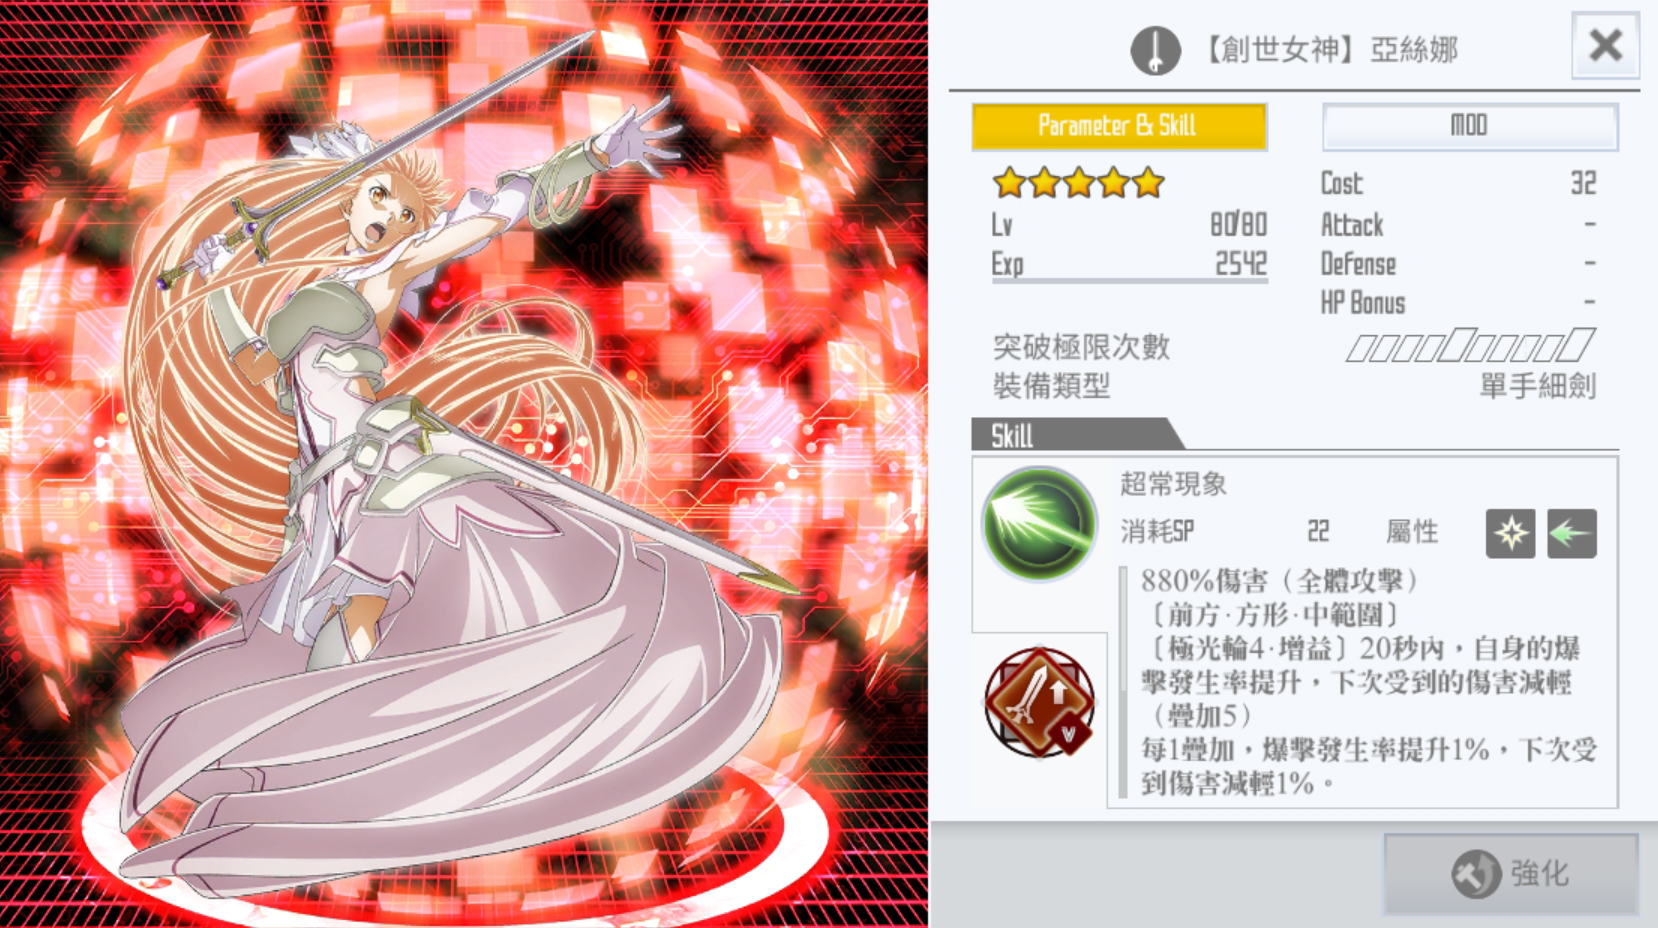 【創世女神】亞絲娜
Parameter & Skill
MOD
Lv 80/80
Exp 2542
Cost 32
Attack -
Defense -
HP Bonus -
突破極限次數
裝備類型 單手細劍
Skill
超常現象
消耗SP 22 屬性
880%傷害（全體攻擊）
〔前方·方形·中範圍〕
〔極光輪4·增益〕20秒內，自身的爆
擊發生率提升，下次受到的傷害減輕
（疊加5）
每1疊加，爆擊發生率提升1%，下次受
到傷害減輕1%。
V
強化